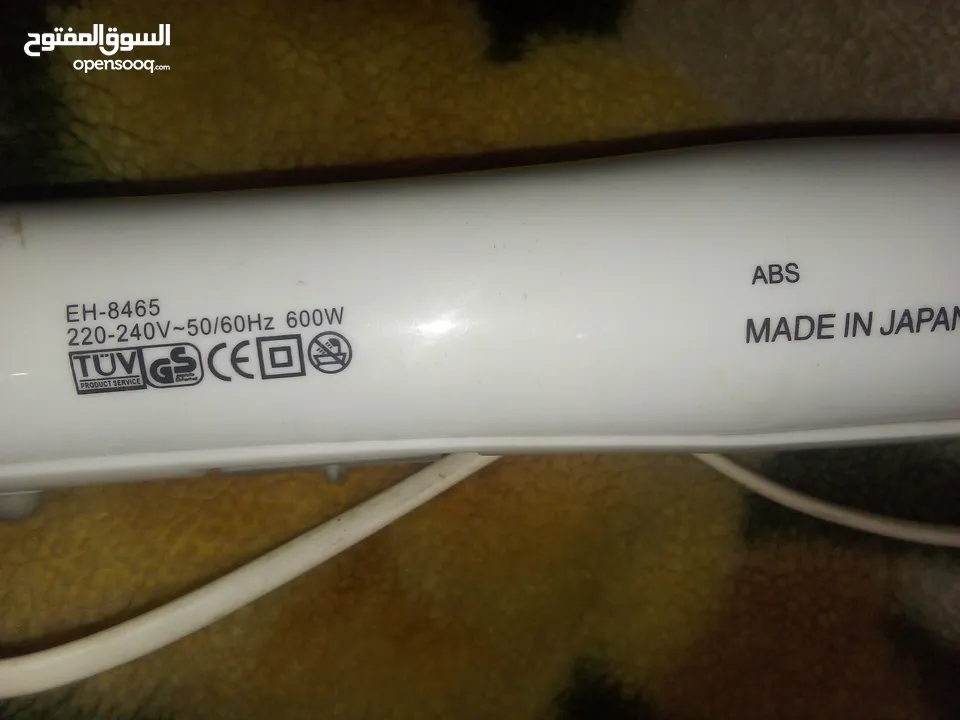 السوق المفتوح
opensooq.com
ABS
EH-8465
220-240V~50/60Hz 600W
MADE IN JAPAN
TÜV
PRODUCT SERVICE
GS
CE